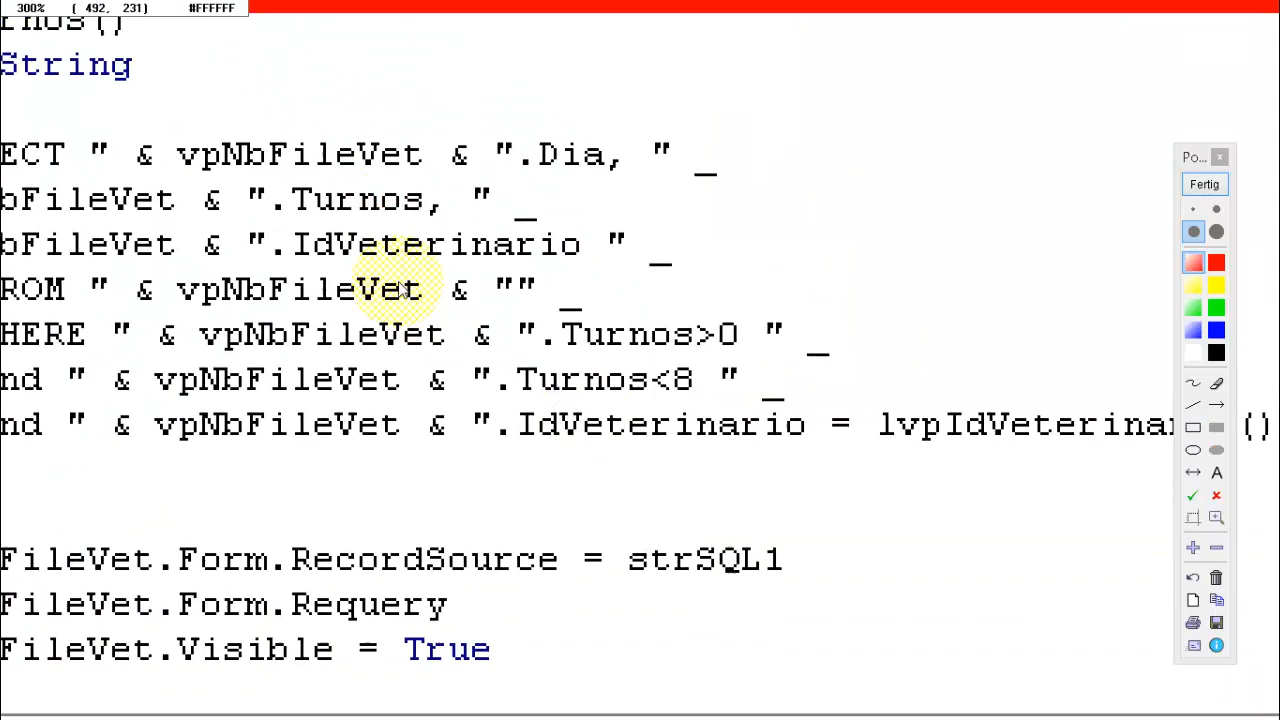 300% ( 492, 231) #FFFFFF
rnos()
String
ECT " & vpNbFileVet & ".Dia, " _
bFileVet & ".Turnos, " _
bFileVet & ".IdVeterinario " _
ROM " & vpNbFileVet & "" _
HERE " & vpNbFileVet & ".Turnos>0 " _
nd " & vpNbFileVet & ".Turnos<8 " _
nd " & vpNbFileVet & ".IdVeterinario = lvpIdVeterinar ()
FileVet.Form.RecordSource = strSQL1
FileVet.Form.Requery
FileVet.Visible = True
Po...
Fertig
A